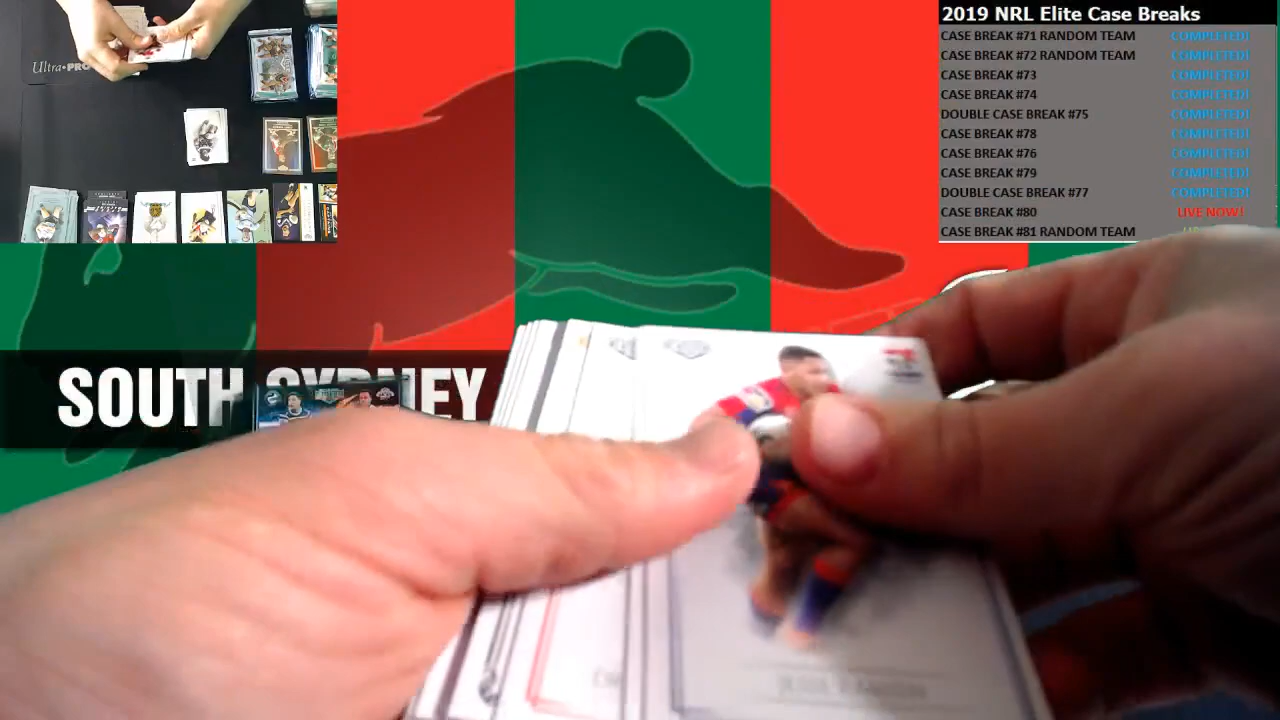 2019 NRL Elite Case Breaks
CASE BREAK #71 RANDOM TEAM COMPLETED!
CASE BREAK #72 RANDOM TEAM COMPLETED!
CASE BREAK #73 COMPLETED!
CASE BREAK #74 COMPLETED!
DOUBLE CASE BREAK #75 COMPLETED!
CASE BREAK #78 COMPLETED!
CASE BREAK #76 COMPLETED!
CASE BREAK #79 COMPLETED!
DOUBLE CASE BREAK #77 COMPLETED!
CASE BREAK #80 LIVE NOW!
CASE BREAK #81 RANDOM TEAM
Ultra•PRO
SOUTH SYDNEY